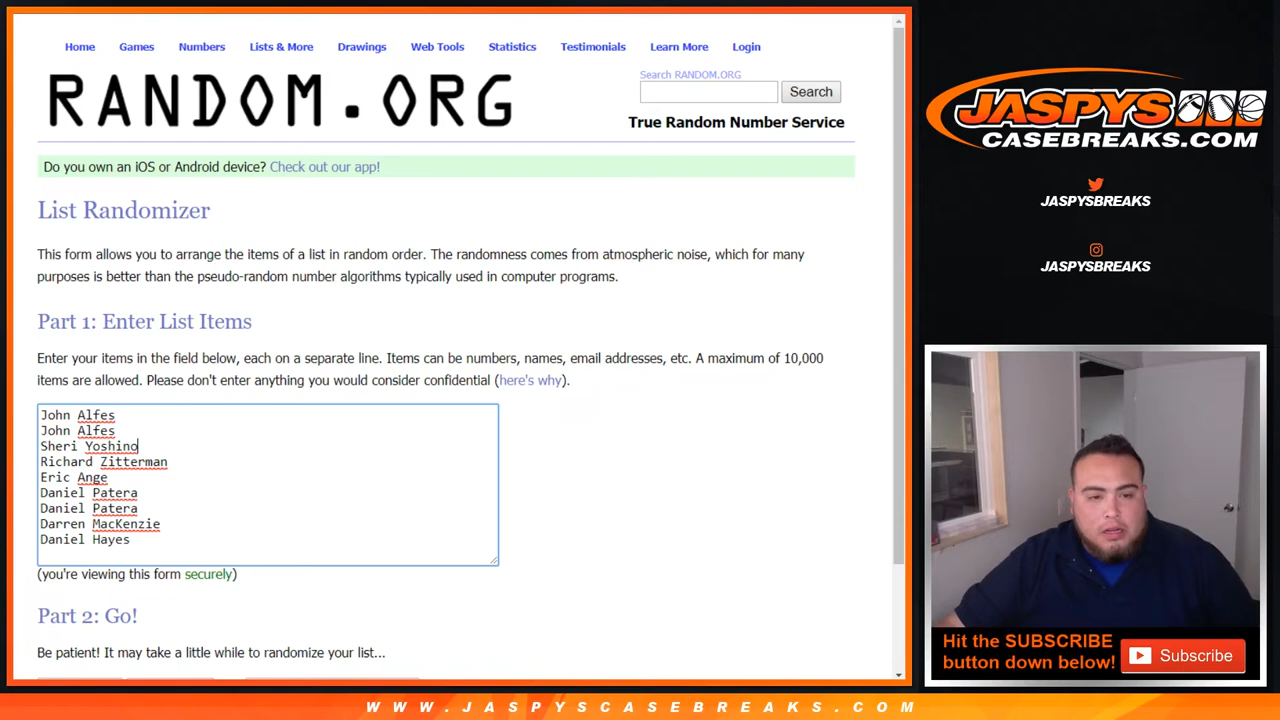 Home Games Numbers Lists & More Drawings Web Tools Statistics Testimonials Learn More Login
RANDOM.ORG
Search RANDOM.ORG
Search
True Random Number Service
Do you own an iOS or Android device? Check out our app!
List Randomizer
This form allows you to arrange the items of a list in random order. The randomness comes from atmospheric noise, which for many
purposes is better than the pseudo-random number algorithms typically used in computer programs.
Part 1: Enter List Items
Enter your items in the field below, each on a separate line. Items can be numbers, names, email addresses, etc. A maximum of 10,000
items are allowed. Please don't enter anything you would consider confidential (here's why).
John Alfes
John Alfes
Sheri Yoshino
Richard Zitterman
Eric Ange
Daniel Patera
Daniel Patera
Darren MacKenzie
Daniel Hayes
(you're viewing this form securely)
Part 2: Go!
Be patient! It may take a little while to randomize your list...
JASPYS
CASEBREAKS.COM
JASPYSBREAKS
JASPYSBREAKS
Hit the SUBSCRIBE
button down below!
Subscribe
WWW.JASPYSCASEBREAKS.COM